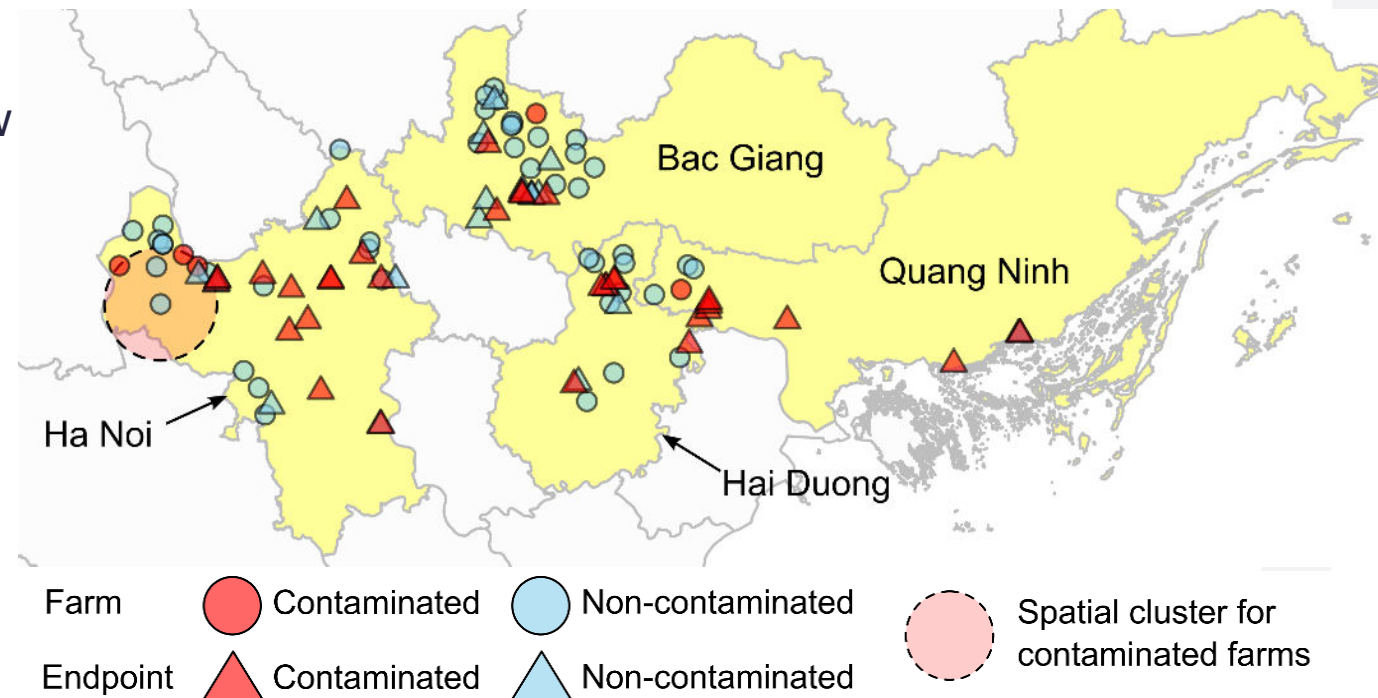 w
Bac Giang
Quang Ninh
Ha Noi
Hai Duong
Farm Contaminated Non-contaminated Spatial cluster for
contaminated farms
Endpoint Contaminated Non-contaminated